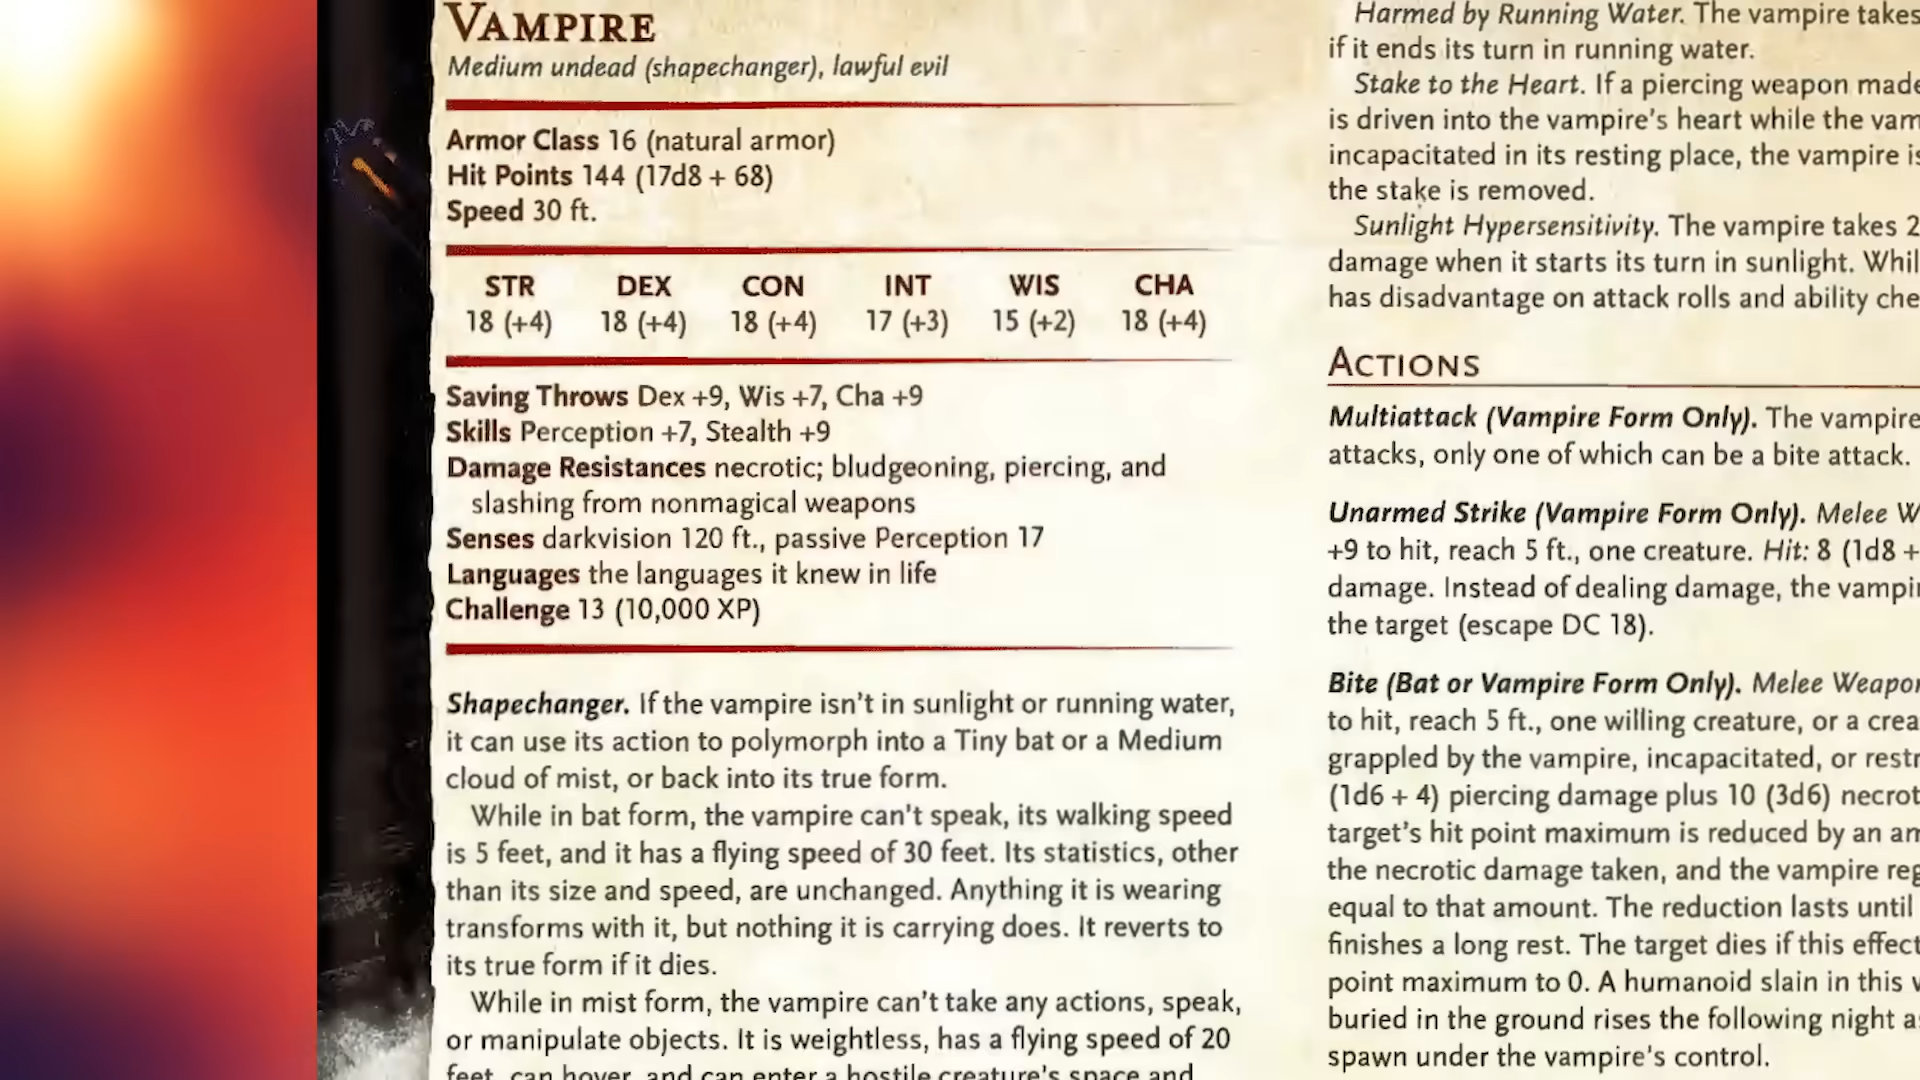 VAMPIRE
Medium undead (shapechanger), lawful evil
Armor Class 16 (natural armor)
Hit Points 144 (17d8 + 68)
Speed 30 ft.
STR DEX CON INT WIS CHA
18 (+4) 18 (+4) 18 (+4) 17 (+3) 15 (+2) 18 (+4)
Saving Throws Dex +9, Wis +7, Cha +9
Skills Perception +7, Stealth +9
Damage Resistances necrotic; bludgeoning, piercing, and
slashing from nonmagical weapons
Senses darkvision 120 ft., passive Perception 17
Languages the languages it knew in life
Challenge 13 (10,000 XP)
Shapechanger. If the vampire isn't in sunlight or running water,
it can use its action to polymorph into a Tiny bat or a Medium
cloud of mist, or back into its true form.
While in bat form, the vampire can't speak, its walking speed
is 5 feet, and it has a flying speed of 30 feet. Its statistics, other
than its size and speed, are unchanged. Anything it is wearing
transforms with it, but nothing it is carrying does. It reverts to
its true form if it dies.
While in mist form, the vampire can't take any actions, speak,
or manipulate objects. It is weightless, has a flying speed of 20
feet, can hover, and can enter a hostile creature's space and
Harmed by Running Water. The vampire takes
if it ends its turn in running water.
Stake to the Heart. If a piercing weapon made
is driven into the vampire's heart while the vam
incapacitated in its resting place, the vampire is
the stake is removed.
Sunlight Hypersensitivity. The vampire takes 2
damage when it starts its turn in sunlight. Whil
has disadvantage on attack rolls and ability che
ACTIONS
Multiattack (Vampire Form Only). The vampire
attacks, only one of which can be a bite attack.
Unarmed Strike (Vampire Form Only). Melee W
+9 to hit, reach 5 ft., one creature. Hit: 8 (1d8 +
damage. Instead of dealing damage, the vampi
the target (escape DC 18).
Bite (Bat or Vampire Form Only). Melee Weapon
to hit, reach 5 ft., one willing creature, or a crea
grappled by the vampire, incapacitated, or restr
(1d6 + 4) piercing damage plus 10 (3d6) necrot
target's hit point maximum is reduced by an am
the necrotic damage taken, and the vampire reg
equal to that amount. The reduction lasts until
finishes a long rest. The target dies if this effect
point maximum to 0. A humanoid slain in this w
buried in the ground rises the following night a
spawn under the vampire's control.